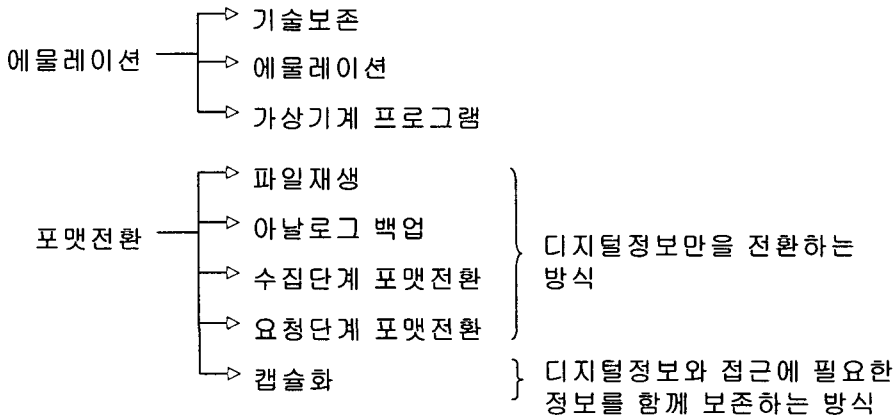 에물레이션
기술보존
에물레이션
가상기계 프로그램
포맷전환
파일재생
아날로그 백업
수집단계 포맷전환
요청단계 포맷전환
캡슐화
디지털정보만을 전환하는
방식
디지털정보와 접근에 필요한
정보를 함께 보존하는 방식